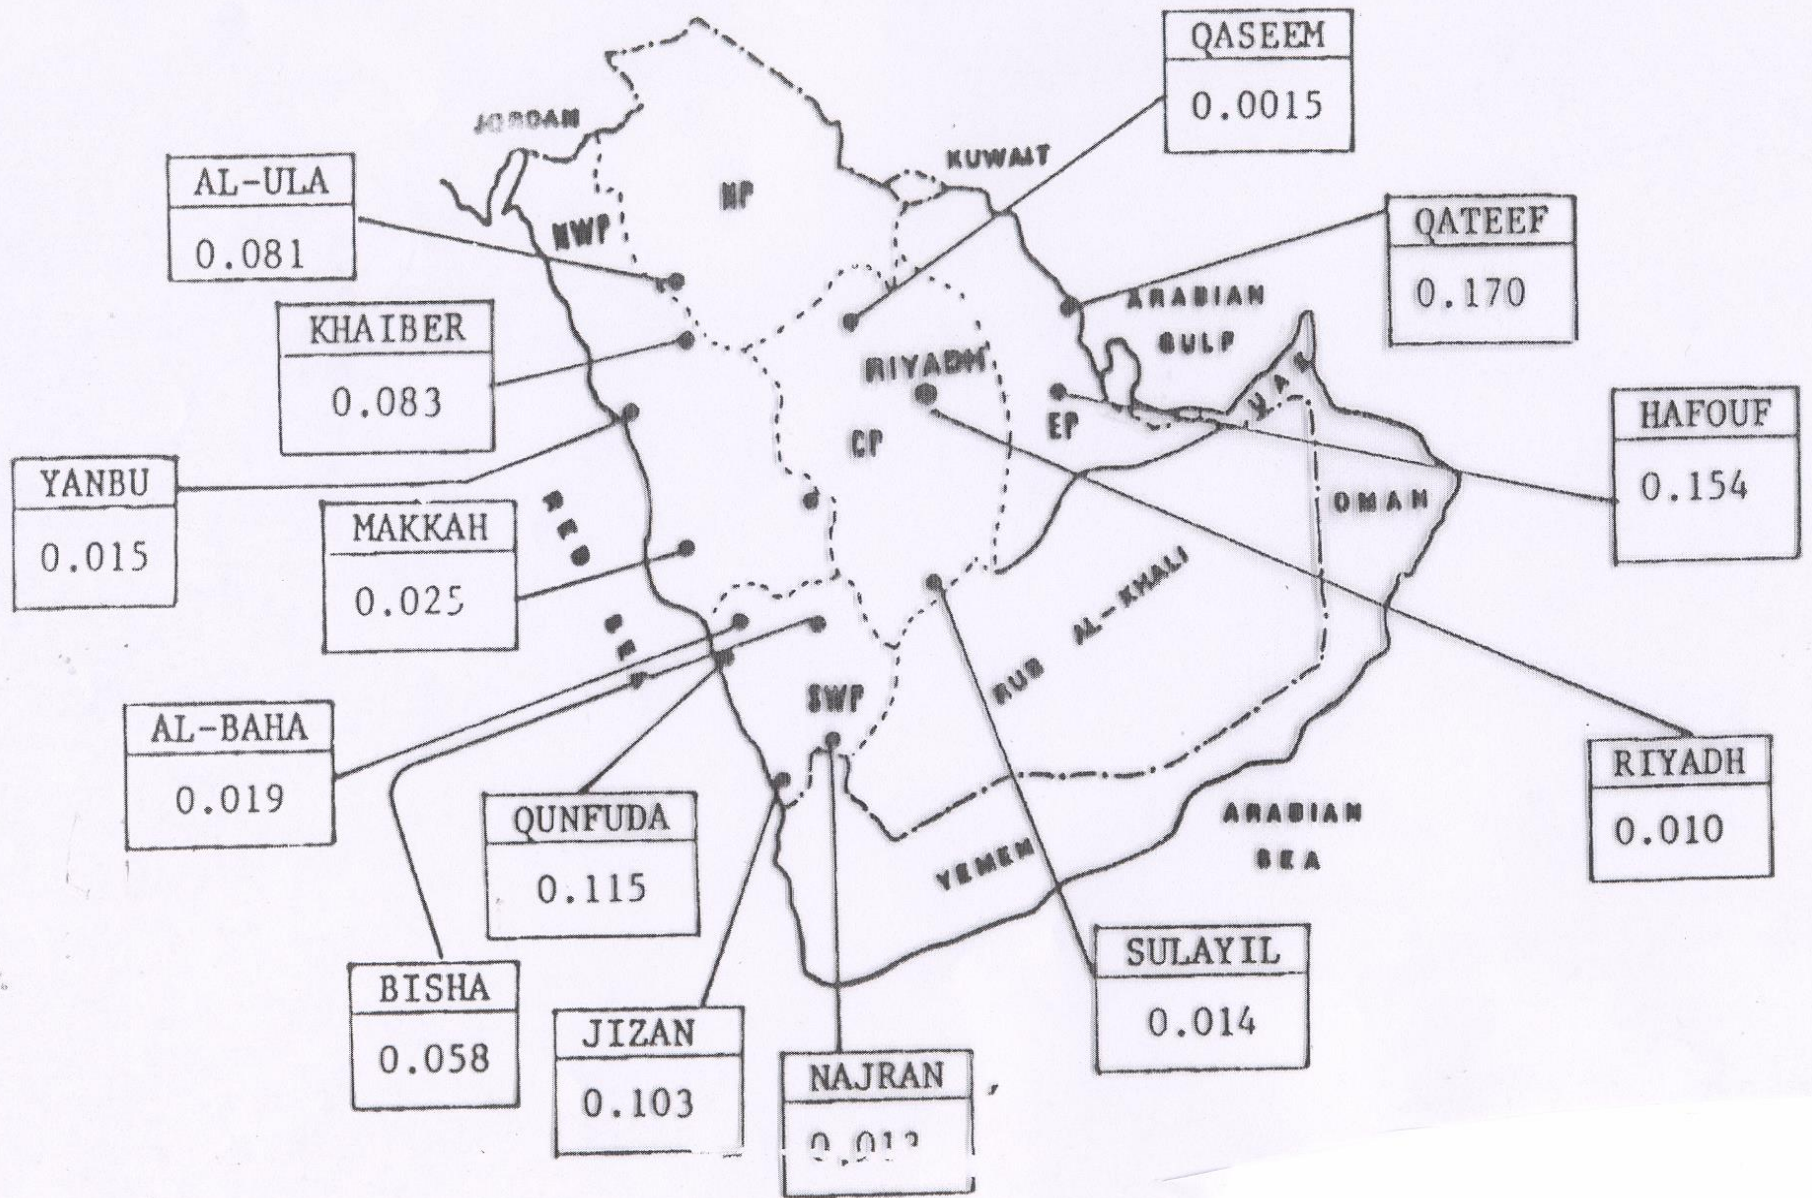 QASEEM
0.0015
JORDAN
KUWAIT
AL-ULA
0.081
NP
NWP
QATEEF
0.170
KHAIBER
0.083
ARABIAN
GULF
RIYADH
UAE
HAFOUF
0.154
EP
CP
YANBU
0.015
MAKKAH
0.025
RED
SEA
OMAN
RUB AL-KHALI
SWP
AL-BAHA
0.019
RIYADH
0.010
QUNFUDA
0.115
ARABIAN
SEA
YEMEN
SULAYIL
0.014
BISHA
0.058
JIZAN
0.103
NAJRAN